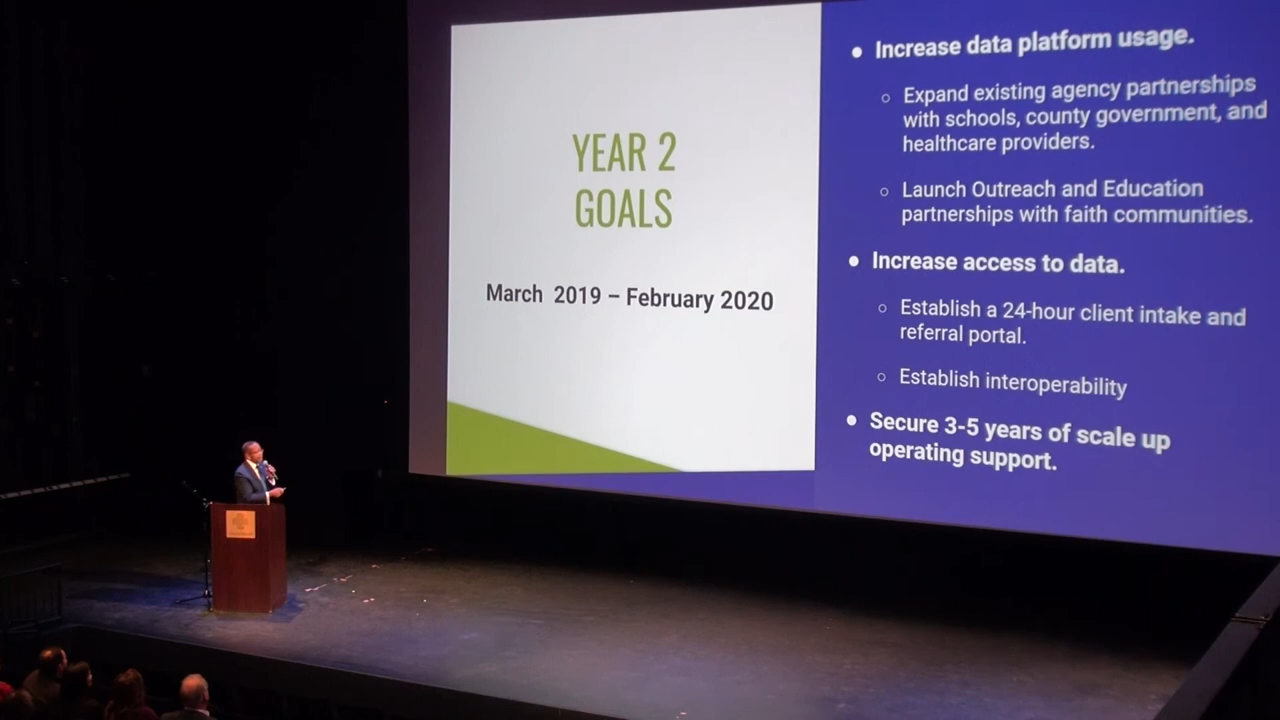 YEAR 2
GOALS
March 2019 – February 2020
● Increase data platform usage.
○ Expand existing agency partnerships
with schools, county government, and
healthcare providers.
○ Launch Outreach and Education
partnerships with faith communities.
● Increase access to data.
○ Establish a 24-hour client intake and
referral portal.
○ Establish interoperability
● Secure 3-5 years of scale up
operating support.